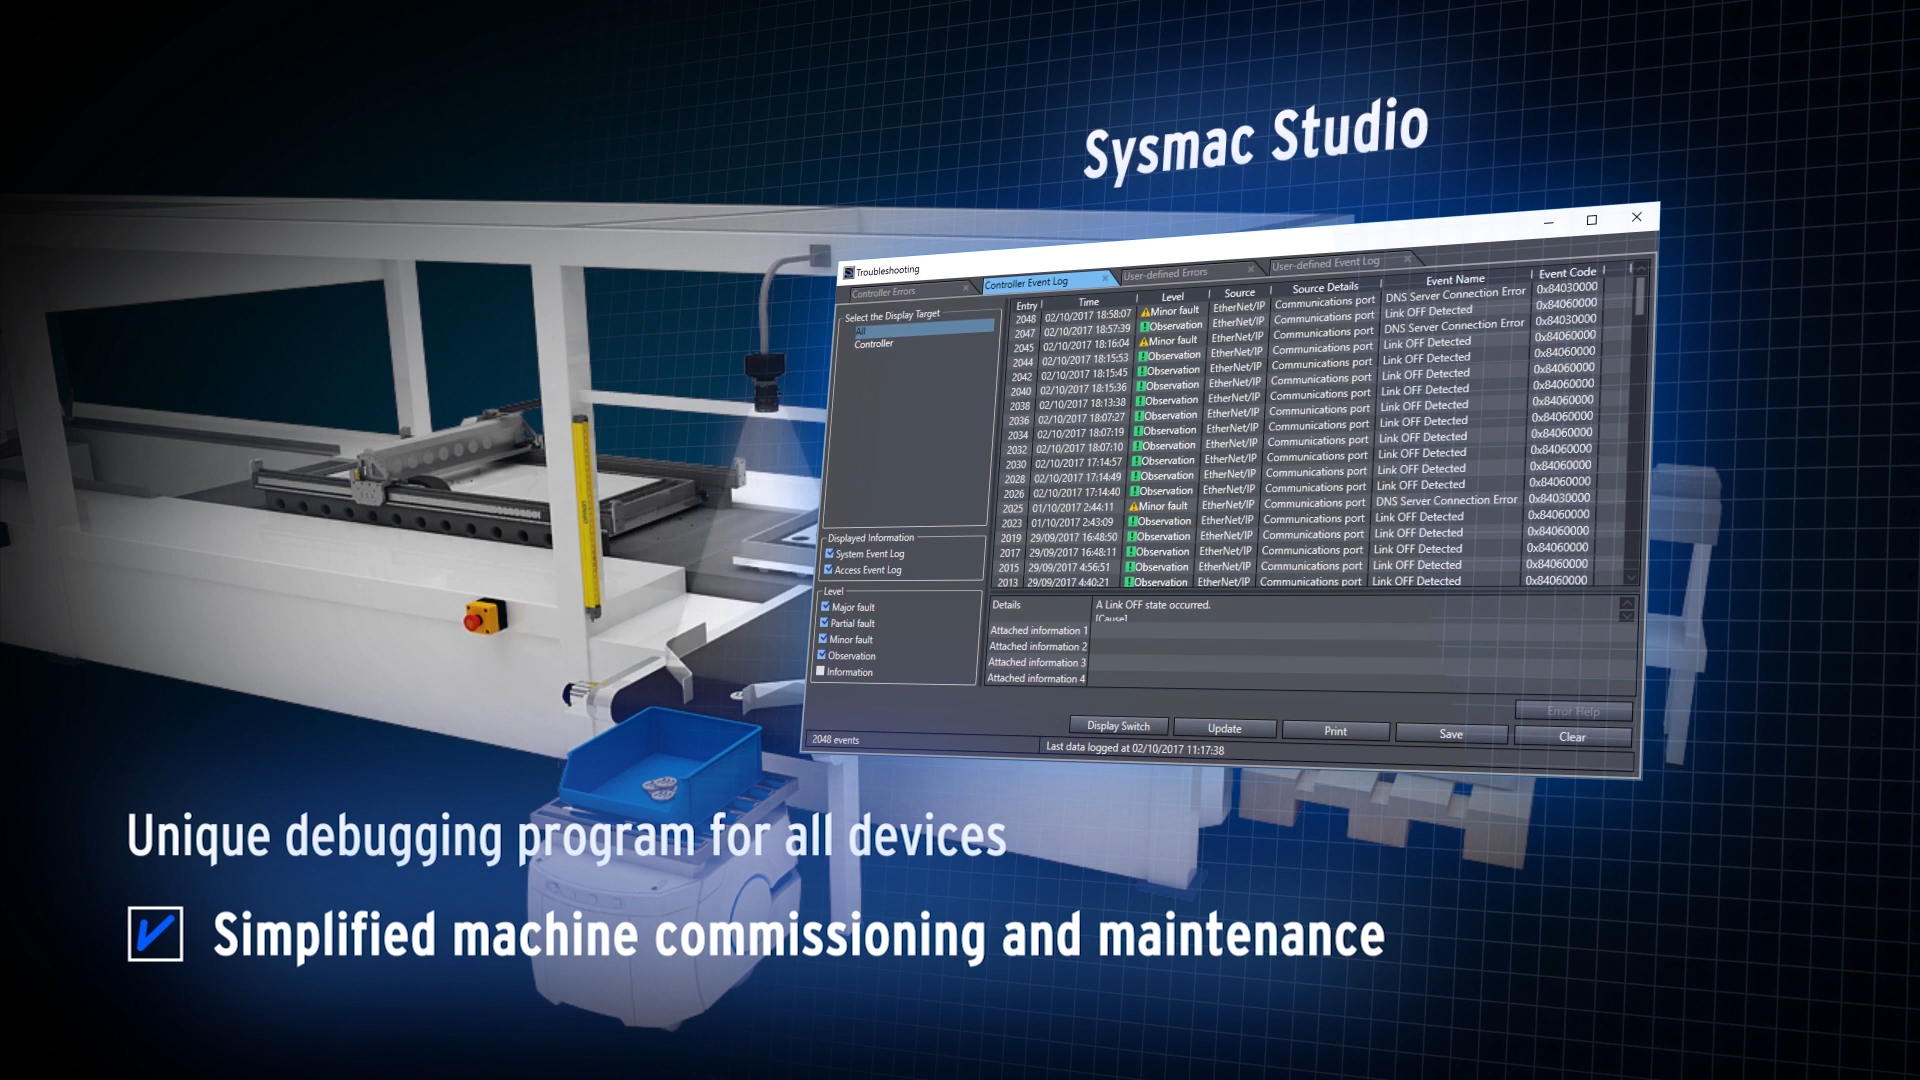 Sysmac Studio
Troubleshooting
Controller Errors
Controller Event Log
User-defined Errors
User-defined Event Log
Select the Display Target
All
Controller
Displayed Information
System Event Log
Access Event Log
Level
Major fault
Partial fault
Minor fault
Observation
Information
Entry Time Level Source Source Details Event Name Event Code
2048 02/10/2017 18:58:07 Minor fault EtherNet/IP Communications port DNS Server Connection Error 0x84030000
2047 02/10/2017 18:57:39 Observation EtherNet/IP Communications port Link OFF Detected 0x84060000
2045 02/10/2017 18:16:04 Minor fault EtherNet/IP Communications port DNS Server Connection Error 0x84030000
2044 02/10/2017 18:15:53 Observation EtherNet/IP Communications port Link OFF Detected 0x84060000
2042 02/10/2017 18:15:45 Observation EtherNet/IP Communications port Link OFF Detected 0x84060000
2040 02/10/2017 18:15:36 Observation EtherNet/IP Communications port Link OFF Detected 0x84060000
2038 02/10/2017 18:13:38 Observation EtherNet/IP Communications port Link OFF Detected 0x84060000
2036 02/10/2017 18:07:27 Observation EtherNet/IP Communications port Link OFF Detected 0x84060000
2034 02/10/2017 18:07:19 Observation EtherNet/IP Communications port Link OFF Detected 0x84060000
2032 02/10/2017 18:07:10 Observation EtherNet/IP Communications port Link OFF Detected 0x84060000
2030 02/10/2017 17:14:57 Observation EtherNet/IP Communications port Link OFF Detected 0x84060000
2028 02/10/2017 17:14:49 Observation EtherNet/IP Communications port Link OFF Detected 0x84060000
2026 02/10/2017 17:14:40 Observation EtherNet/IP Communications port Link OFF Detected 0x84060000
2025 01/10/2017 2:44:11 Minor fault EtherNet/IP Communications port DNS Server Connection Error 0x84030000
2023 01/10/2017 2:43:09 Observation EtherNet/IP Communications port Link OFF Detected 0x84060000
2019 29/09/2017 16:48:50 Observation EtherNet/IP Communications port Link OFF Detected 0x84060000
2017 29/09/2017 16:48:11 Observation EtherNet/IP Communications port Link OFF Detected 0x84060000
2015 29/09/2017 4:56:51 Observation EtherNet/IP Communications port Link OFF Detected 0x84060000
2013 29/09/2017 4:40:21 Observation EtherNet/IP Communications port Link OFF Detected 0x84060000
Details
A Link OFF state occurred.
[Cause]
Attached information 1
Attached information 2
Attached information 3
Attached information 4
Error Help
Display Switch
Update
Print
Save
Clear
2048 events
Last data logged at 02/10/2017 11:17:38
Unique debugging program for all devices
Simplified machine commissioning and maintenance